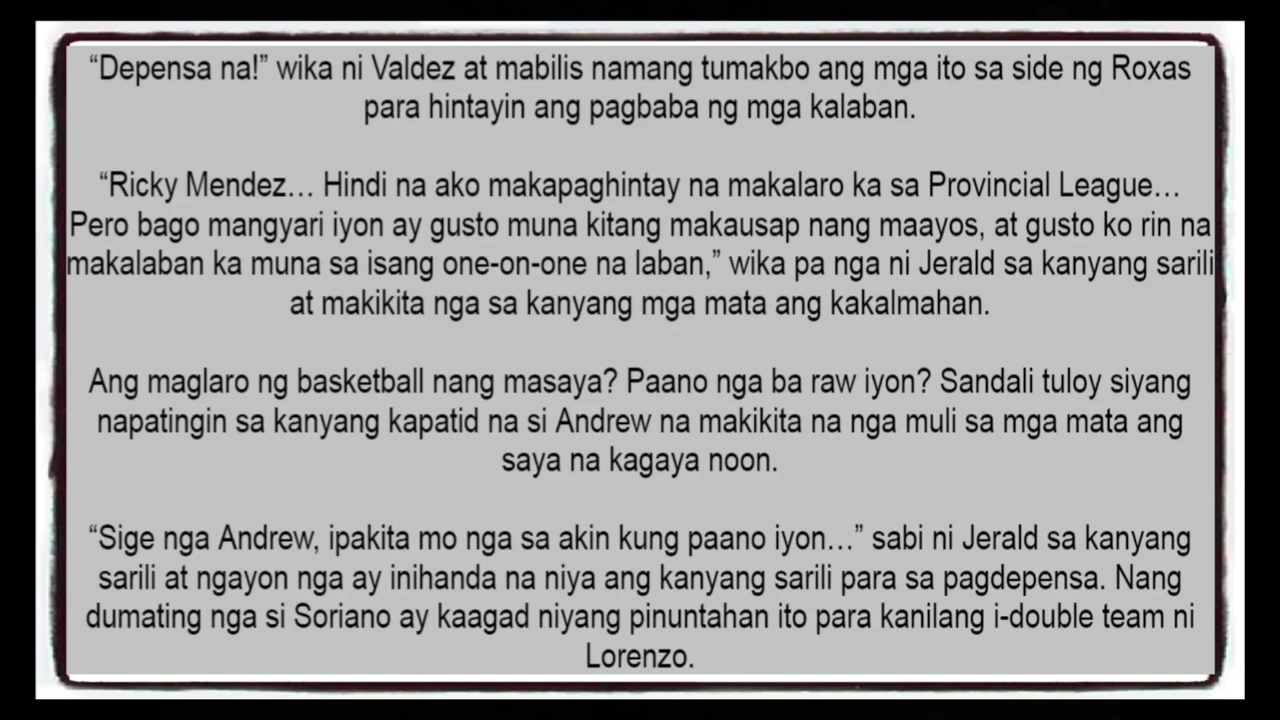 “Depensa na!” wika ni Valdez at mabilis namang tumakbo ang mga ito sa side ng Roxas
para hintayin ang pagbaba ng mga kalaban.
“Ricky Mendez… Hindi na ako makapaghintay na makalaro ka sa Provincial League…
Pero bago mangyari iyon ay gusto muna kitang makausap nang maayos, at gusto ko rin na
makalaban ka muna sa isang one-on-one na laban,” wika pa nga ni Jerald sa kanyang sarili
at makikita nga sa kanyang mga mata ang kakalmahan.
Ang maglaro ng basketball nang masaya? Paano nga ba raw iyon? Sandali tuloy siyang
napatingin sa kanyang kapatid na si Andrew na makikita na nga muli sa mga mata ang
saya na kagaya noon.
“Sige nga Andrew, ipakita mo nga sa akin kung paano iyon…” sabi ni Jerald sa kanyang
sarili at ngayon nga ay inihanda na niya ang kanyang sarili para sa pagdepensa. Nang
dumating nga si Soriano ay kaagad niyang pinuntahan ito para kanilang i-double team ni
Lorenzo.